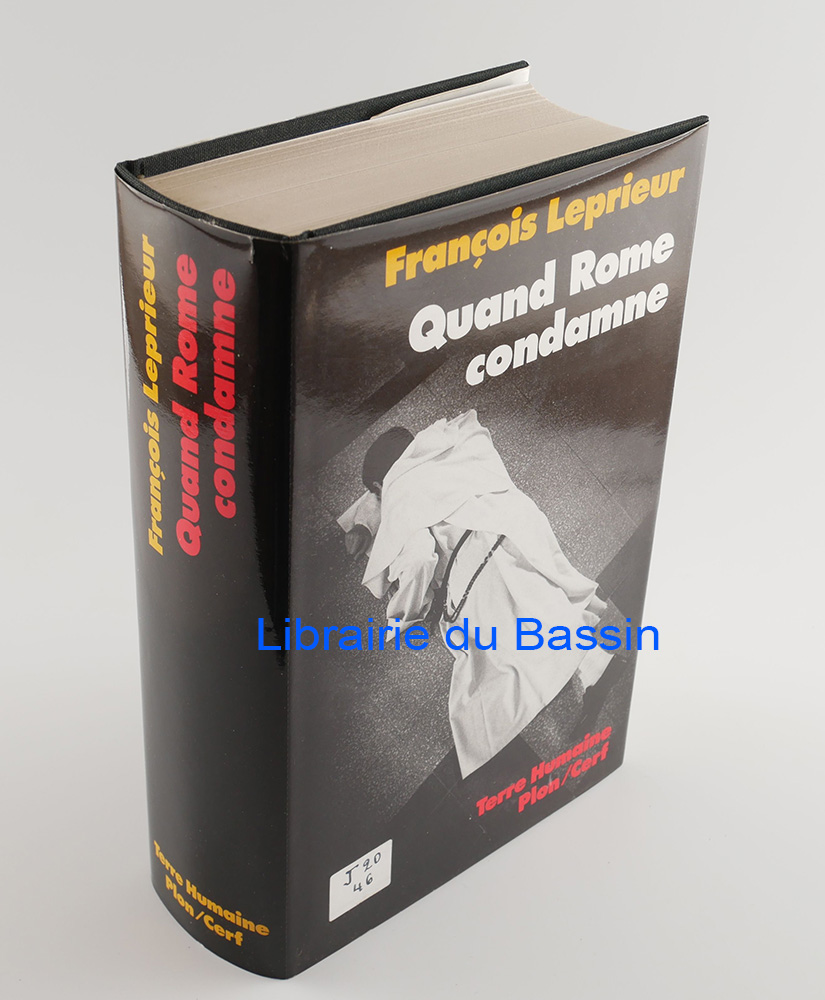 François Leprieur
Quand Rome
condamne
Terre Humaine
Plon/Cerf
François Leprieur
Quand Rome
condamne
Librairie du Bassin
Terre Humaine
Plon/Cerf
J 20
46